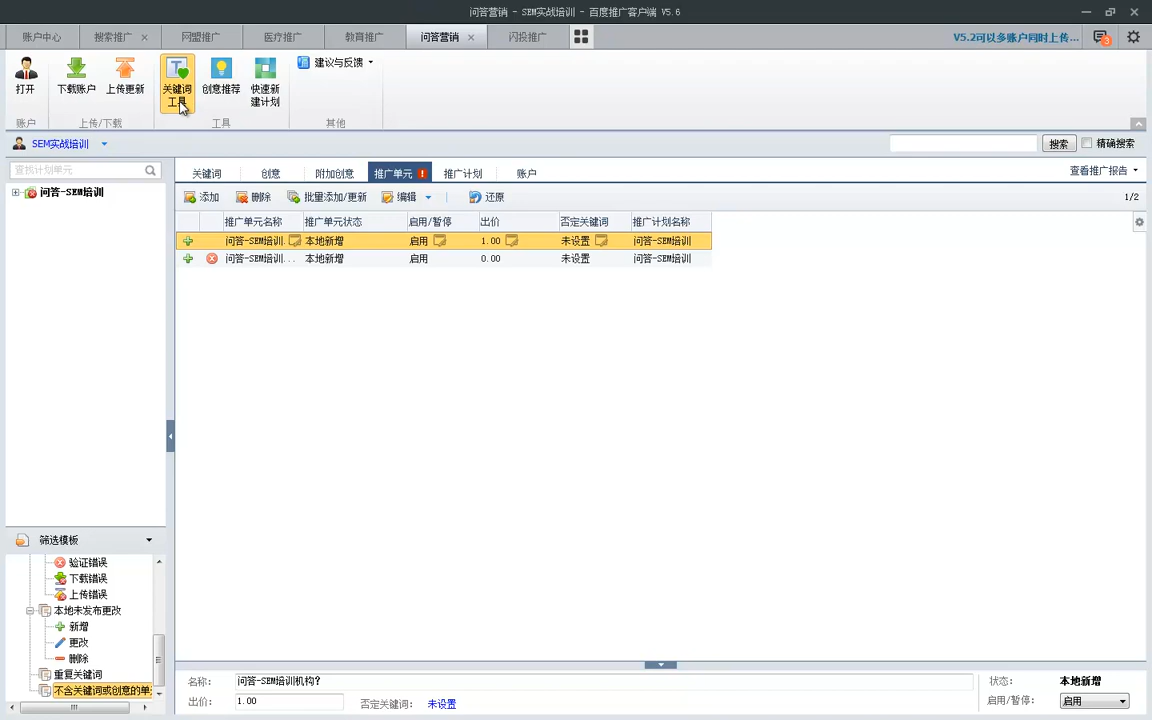 问答营销 - SEM实战培训 - 百度推广客户端 V5.6
账户中心 搜索推广 网盟推广 医疗推广 教育推广 问答营销 闪投推广 V5.2可以多账户同时上传... 3
打开 下载账户 上传更新 关键词工具 创意推荐 快速新建计划 建议与反馈
账户 上传/下载 工具 其他
SEM实战培训 搜索 精确搜索
查找计划单元 关键词 创意 附加创意 推广单元 推广计划 账户 查看推广报告
问答-SEM培训 添加 删除 批量添加/更新 编辑 还原 1/2
推广单元名称 推广单元状态 启用/暂停 出价 否定关键词 推广计划名称
问答-SEM培训. 本地新增 启用 1.00 未设置 问答-SEM培训
问答-SEM培训... 本地新增 启用 0.00 未设置 问答-SEM培训
筛选模板
验证错误
下载错误
上传错误
本地未发布更改
新增
更改
删除
重复关键词
不含关键词或创意的单
名称: 问答-SEM培训机构? 状态: 本地新增
出价: 1.00 否定关键词: 未设置 启用/暂停: 启用